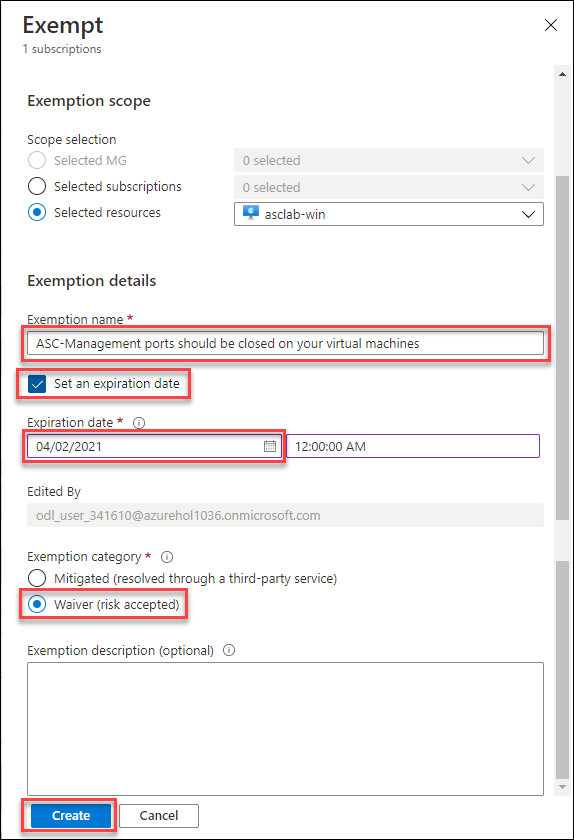 Exempt
1 subscriptions
Exemption scope
Scope selection
Selected MG 0 selected
Selected subscriptions 0 selected
Selected resources asclab-win
Exemption details
Exemption name *
ASC-Management ports should be closed on your virtual machines
Set an expiration date
Expiration date *
04/02/2021 12:00:00 AM
Edited By
odl_user_341610@azurehol1036.onmicrosoft.com
Exemption category *
Mitigated (resolved through a third-party service)
Waiver (risk accepted)
Exemption description (optional)
Create Cancel